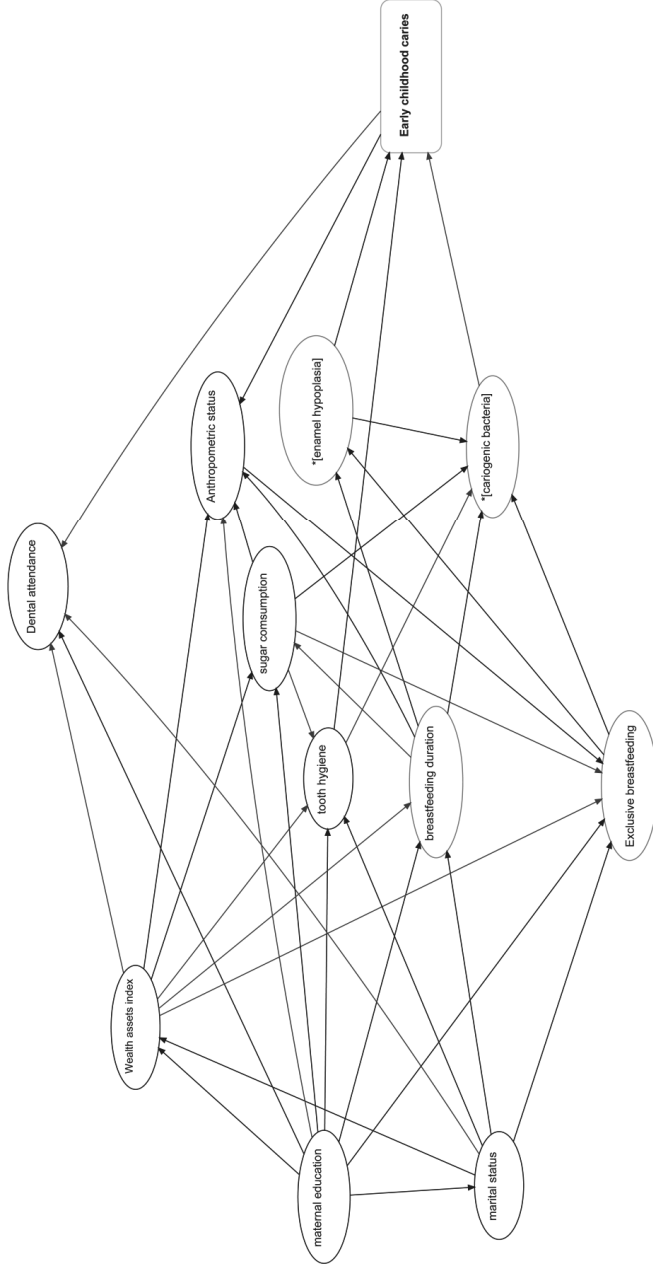 Early childhood caries
Dental attendance
Anthropometric status
*[enamel hypoplasia]
*[cariogenic bacteria]
sugar comsumption
tooth hygiene
breastfeeding duration
Exclusive breastfeeding
Wealth assets index
maternal education
marital status